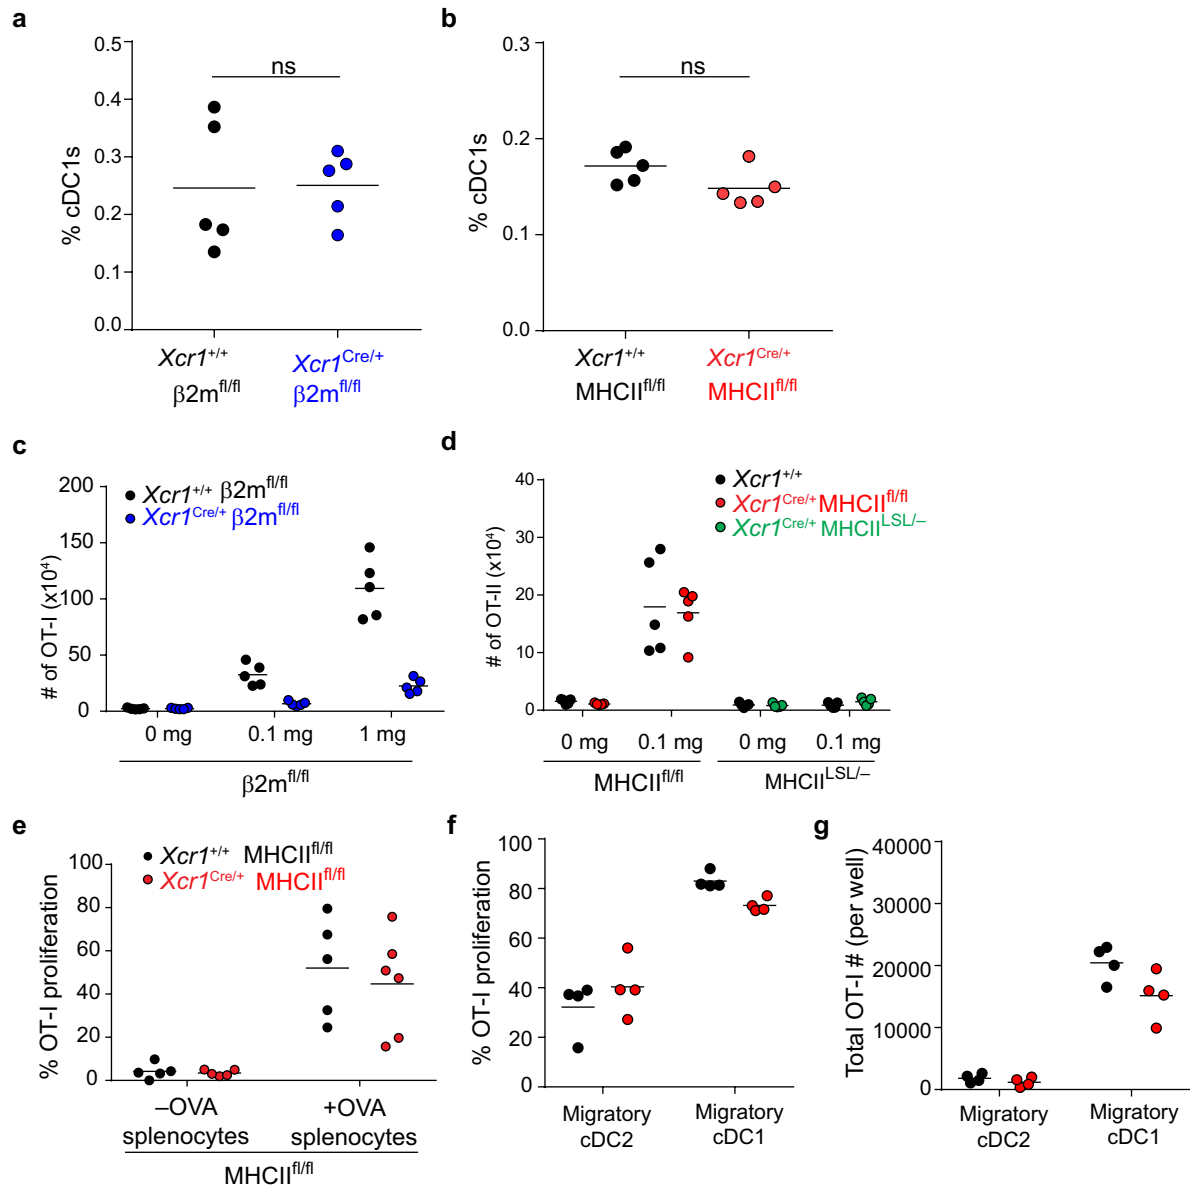 a
% cDC1s
0.5
0.4
0.3
0.2
0.1
0.0
ns
Xcr1+/+
β2mfl/fl
Xcr1Cre/+
β2mfl/fl
b
% cDC1s
0.3
0.2
0.1
0.0
ns
Xcr1+/+
MHCIIfl/fl
Xcr1Cre/+
MHCIIfl/fl
c
# of OT-I (x10⁴)
200
150
100
50
0
Xcr1+/+ β2mfl/fl
Xcr1Cre/+ β2mfl/fl
0 mg
0.1 mg
1 mg
β2mfl/fl
d
# of OT-II (x10⁴)
40
30
20
10
0
Xcr1+/+
Xcr1Cre/+ MHCIIfl/fl
Xcr1Cre/+ MHCIILSL/–
0 mg
0.1 mg
0 mg
0.1 mg
MHCIIfl/fl
MHCIILSL/–
e
% OT-I proliferation
100
80
60
40
20
0
Xcr1+/+ MHCIIfl/fl
Xcr1Cre/+ MHCIIfl/fl
–OVA
splenocytes
+OVA
splenocytes
MHCIIfl/fl
f
% OT-I proliferation
100
80
60
40
20
0
Migratory
cDC2
Migratory
cDC1
g
Total OT-I # (per well)
40000
30000
20000
10000
0
Migratory
cDC2
Migratory
cDC1